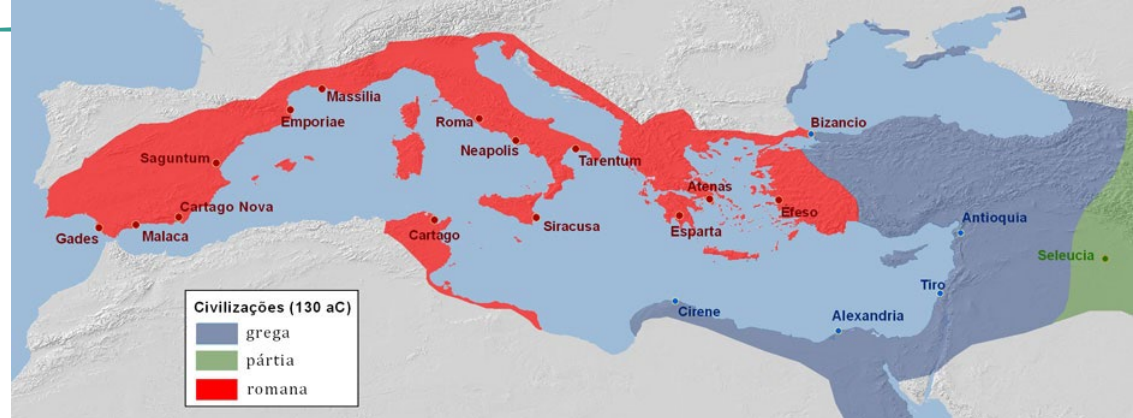 Massilia
Emporiae
Roma
Bizancio
Neapolis
Saguntum
Tarentum
Atenas
Cartago Nova
Éfeso
Antioquia
Gades
Malaca
Cartago
Siracusa
Esparta
Seleucia
Tiro
Cirene
Alexandria
Civilizações (130 aC)
grega
pártia
romana